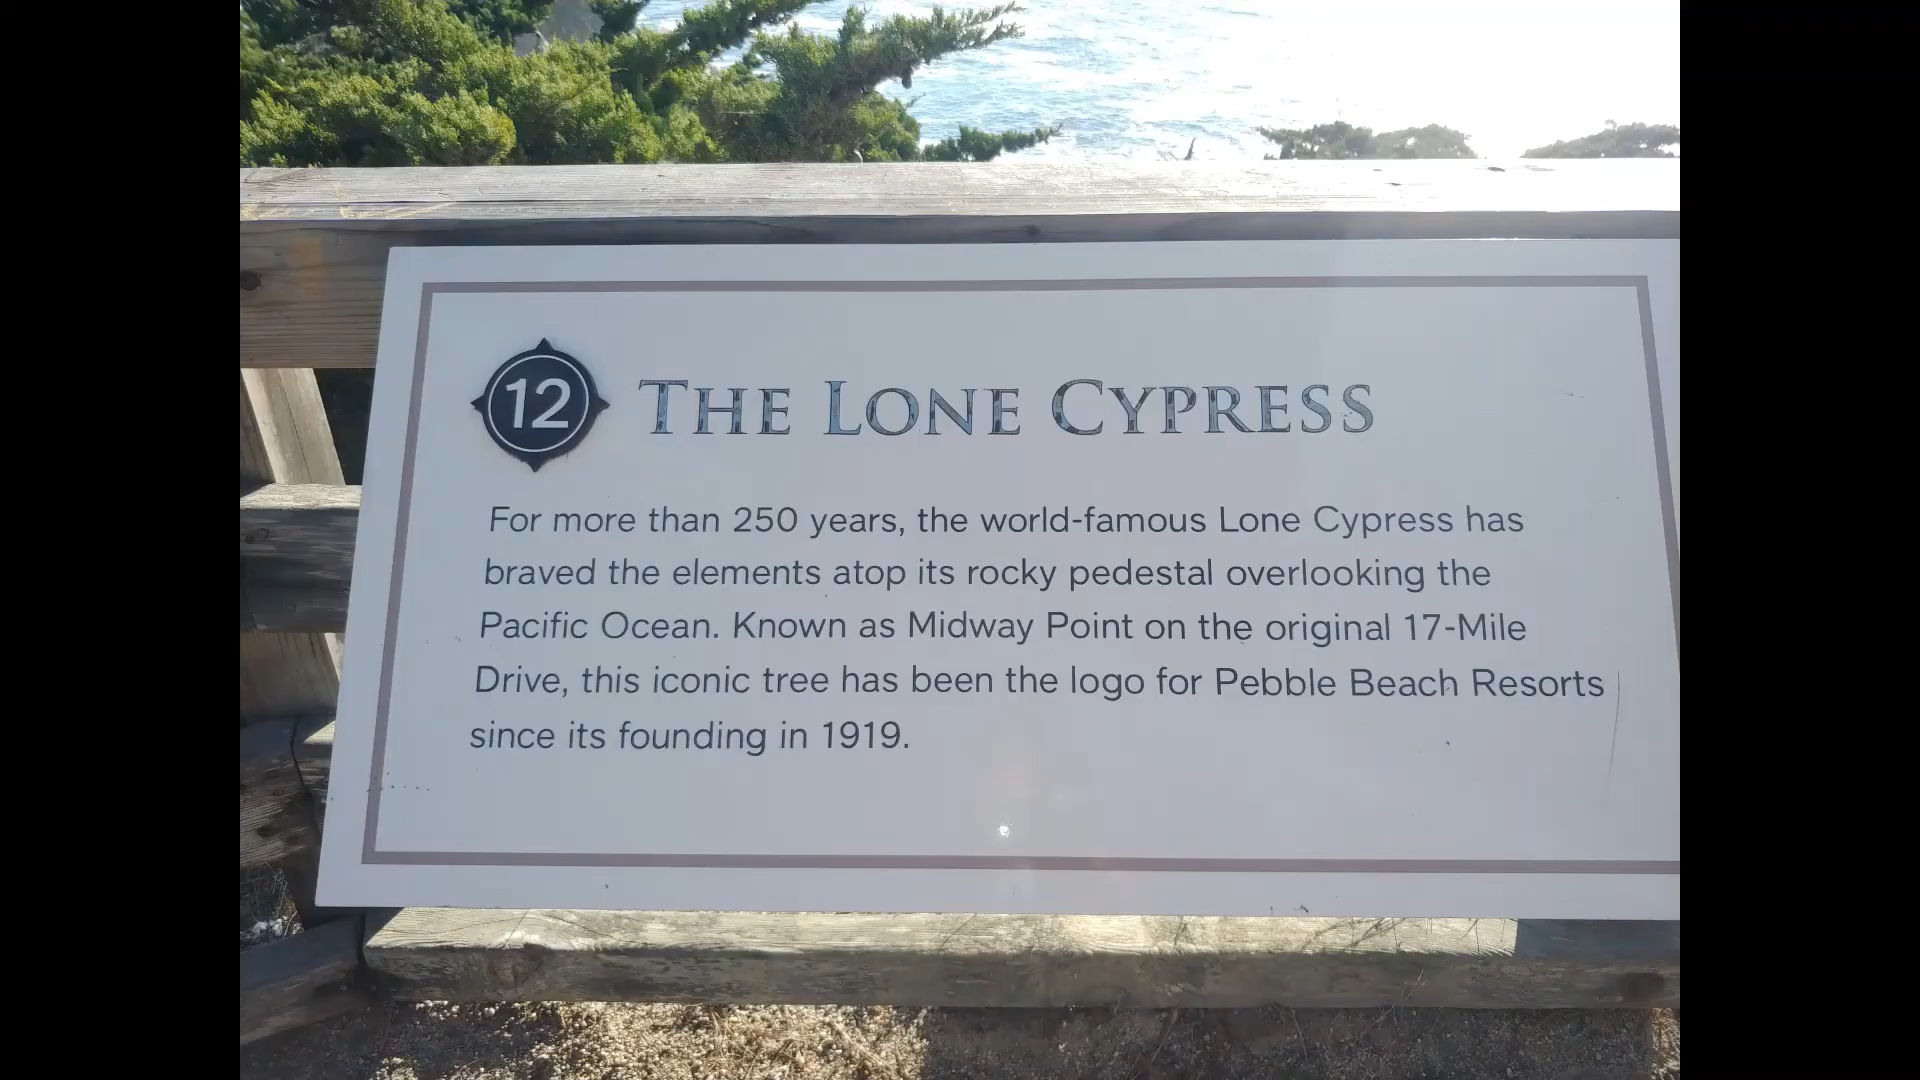 12 THE LONE CYPRESS
For more than 250 years, the world-famous Lone Cypress has
braved the elements atop its rocky pedestal overlooking the
Pacific Ocean. Known as Midway Point on the original 17-Mile
Drive, this iconic tree has been the logo for Pebble Beach Resorts
since its founding in 1919.